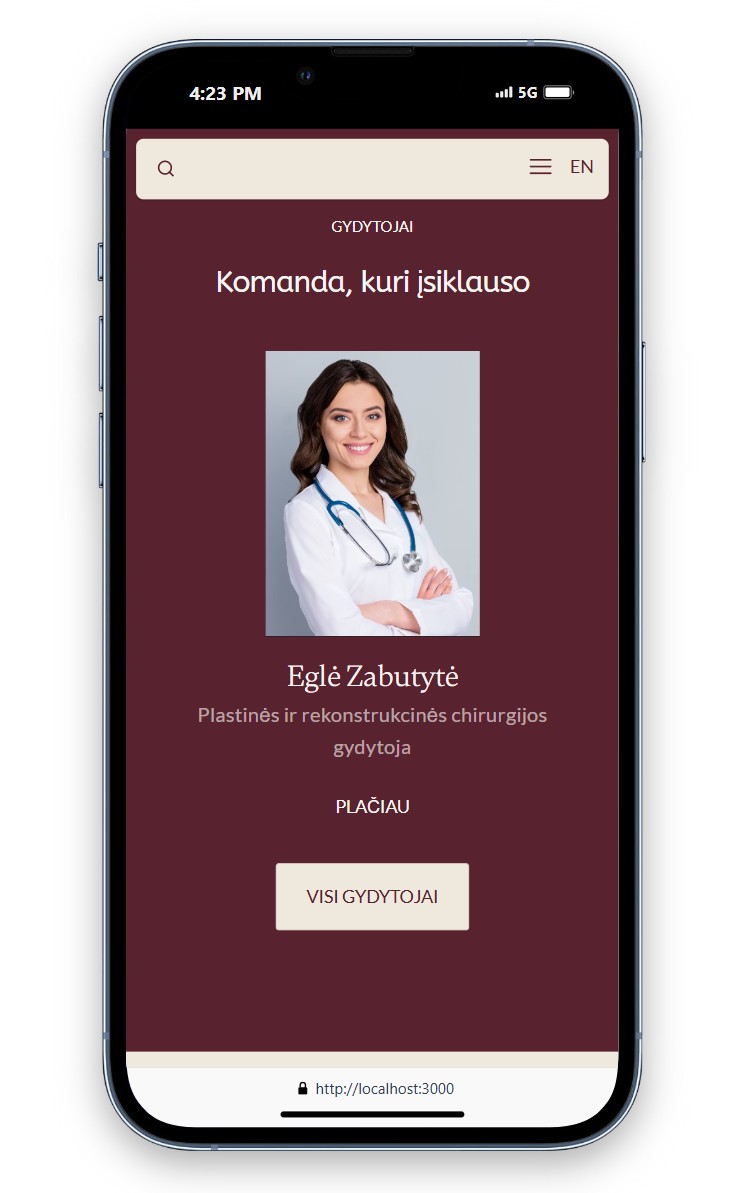 4:23 PM 5G
EN
GYDYTOJAI
Komanda, kuri įsiklauso
Eglė Zabutytė
Plastinės ir rekonstrukcinės chirurgijos
gydytoja
PLAČIAU
VISI GYDYTOJAI
http://localhost:3000